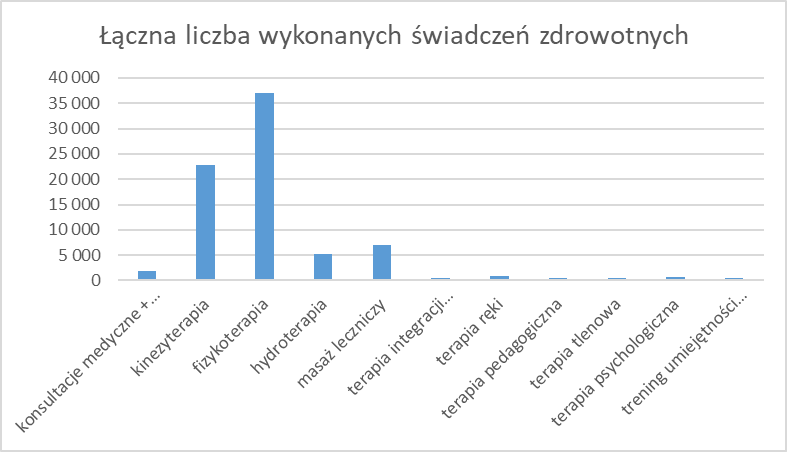 Łączna liczba wykonanych świadczeń zdrowotnych
40 000
35 000
30 000
25 000
20 000
15 000
10 000
5 000
0
konsultacje medyczne +...
kinezyterapia
fizykoterapia
hydroterapia
masaż leczniczy
terapia integracji...
terapia ręki
terapia pedagogiczna
terapia tlenowa
terapia psychologiczna
trening umiejętności...